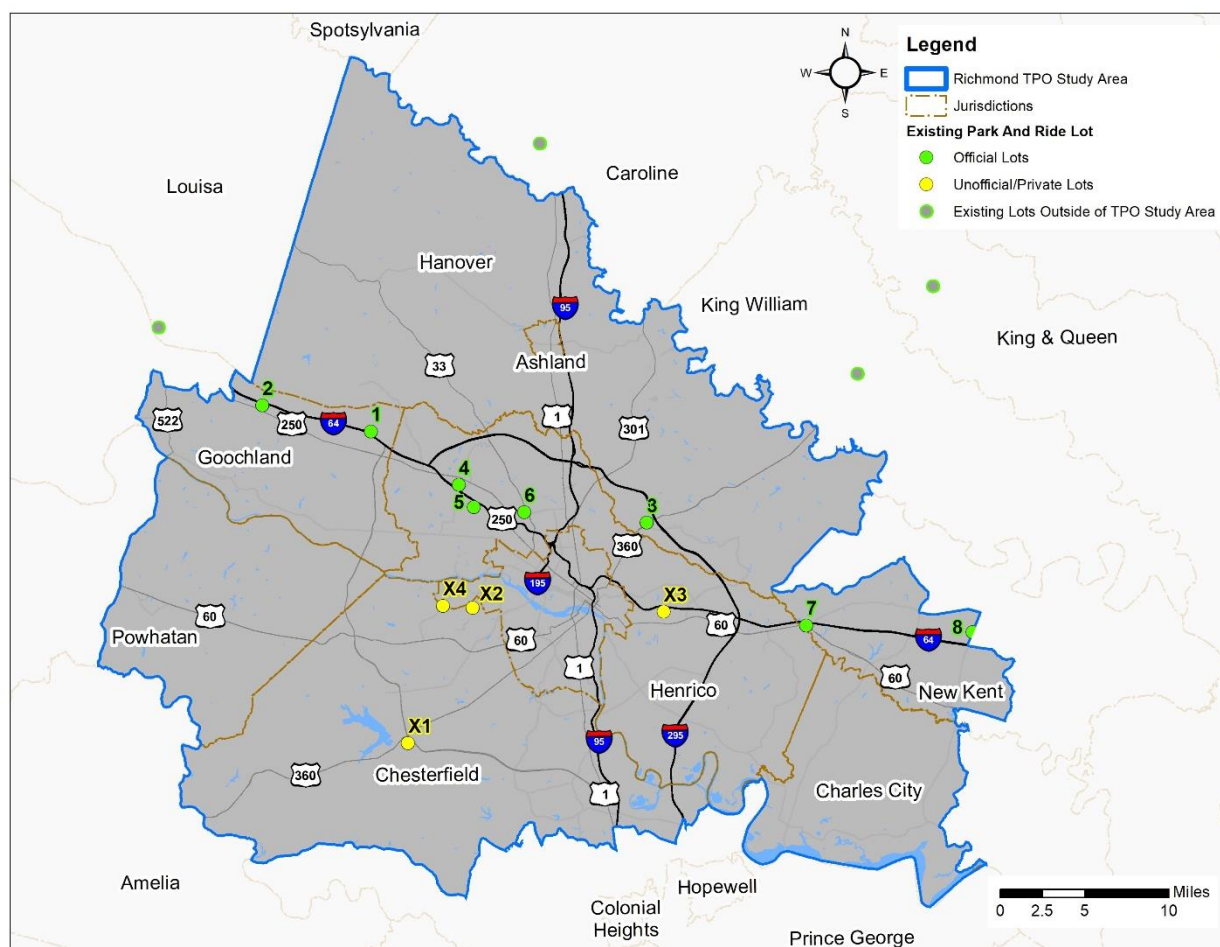 Spotsylvania
N
W
E
S
Legend
Richmond TPO Study Area
Jurisdictions
Existing Park And Ride Lot
Official Lots
Unofficial/Private Lots
Existing Lots Outside of TPO Study Area
Louisa
Caroline
Hanover
95
King William
King & Queen
Ashland
33
1
301
2
522
250
64
1
Goochland
4
5
250
6
3
360
195
X4
X2
X3
60
7
8
64
Powhatan
60
60
1
60
New Kent
Henrico
X1
95
295
360
Chesterfield
1
Charles City
Amelia
Hopewell
Colonial
Heights
Prince George
Miles
0 2.5 5 10